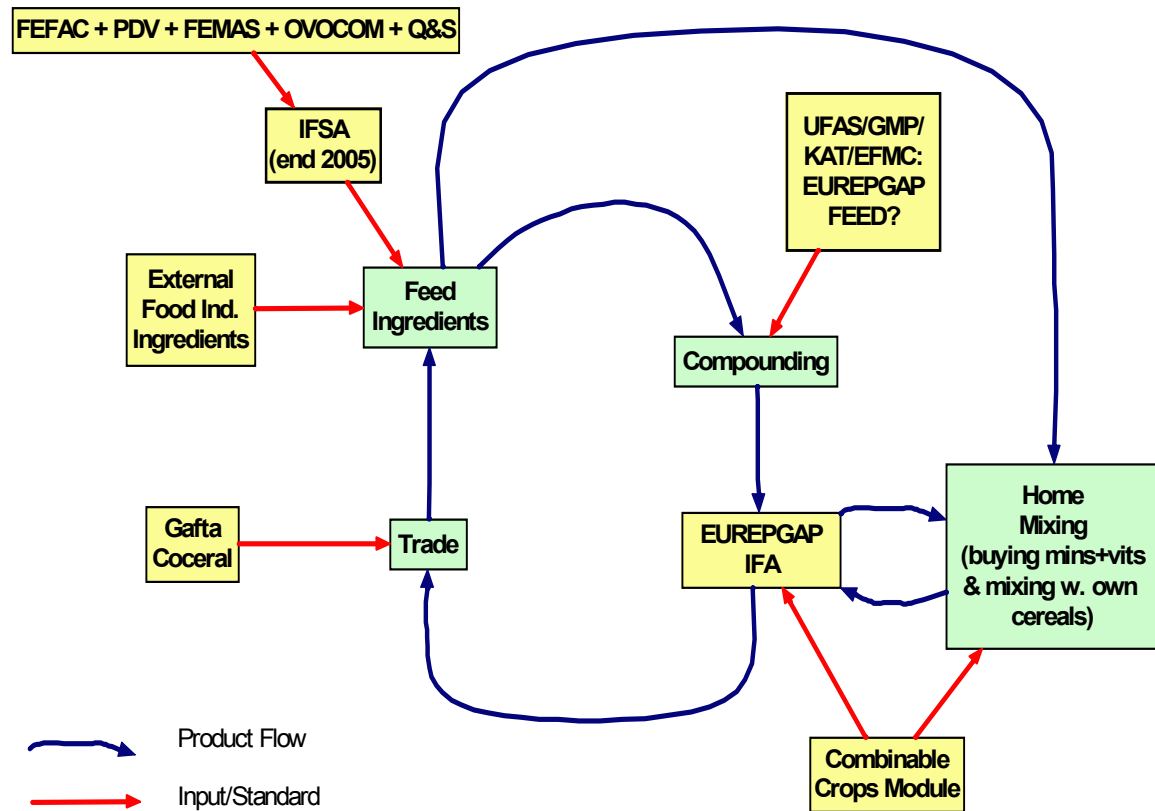 FEFAC + PDV + FEMAS + OVOCOM + Q&S
IFSA
(end 2005)
UFAS/GMP/
KAT/EFMC:
EUREPGAP
FEED?
External
Food Ind.
Ingredients
Feed
Ingredients
Compounding
Gafta
Coceral
Trade
EUREPGAP
IFA
Home
Mixing
(buying mins+vits
& mixing w. own
cereals)
Combinable
Crops Module
Product Flow
Input/Standard